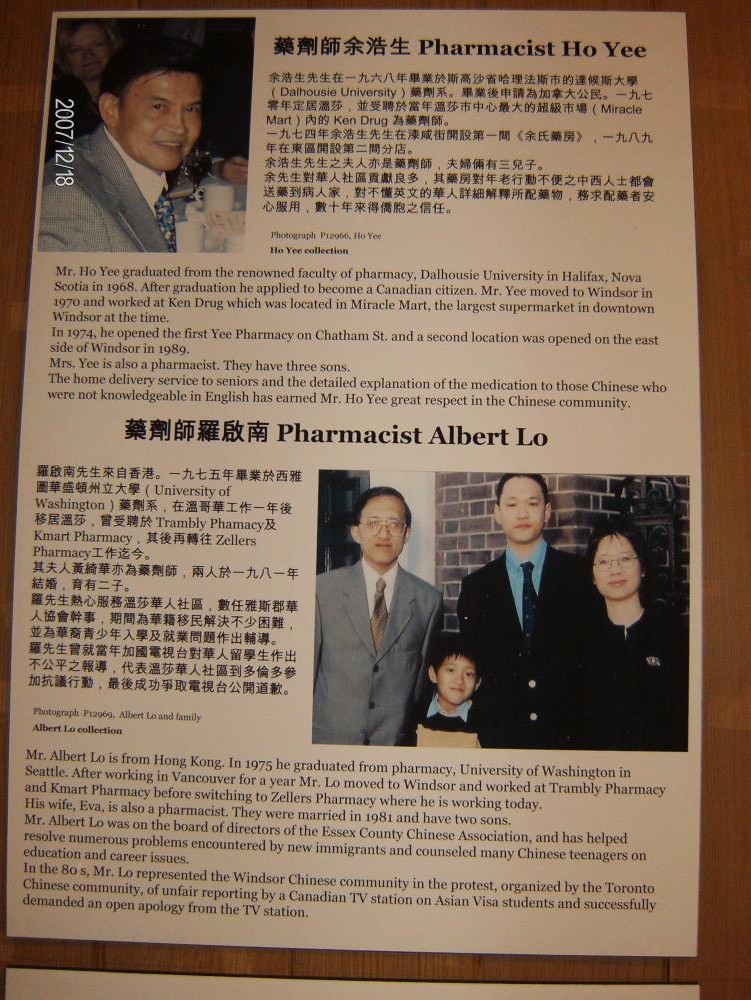 2007/12/18
藥劑師余浩生 Pharmacist Ho Yee
余浩生先生在一九六八年畢業於斯高沙省哈理法斯市的達候斯大學
（Dalhousie University）藥劑系。畢業後申請為加拿大公民。一九七
零年定居溫莎，並受聘於當年溫莎市中心最大的超級市場（Miracle
Mart）內的 Ken Drug 為藥劑師。
一九七四年余浩生先生在漆咸街開設第一間《余氏藥房》，一九八九
年在東區開設第二間分店。
余浩生先生之夫人亦是藥劑師，夫婦倆有三兒子。
余先生對華人社區貢獻良多，其藥房對年老行動不便之中西人士都會
送藥到病人家，對不懂英文的華人詳細解釋所配藥物，務求配藥者安
心服用，數十年來得僑胞之信任。
Photograph P12966, Ho Yee
Ho Yee collection
Mr. Ho Yee graduated from the renowned faculty of pharmacy, Dalhousie University in Halifax, Nova
Scotia in 1968. After graduation he applied to become a Canadian citizen. Mr. Yee moved to Windsor in
1970 and worked at Ken Drug which was located in Miracle Mart, the largest supermarket in downtown
Windsor at the time.
In 1974, he opened the first Yee Pharmacy on Chatham St. and a second location was opened on the east
side of Windsor in 1989.
Mrs. Yee is also a pharmacist. They have three sons.
The home delivery service to seniors and the detailed explanation of the medication to those Chinese who
were not knowledgeable in English has earned Mr. Ho Yee great respect in the Chinese community.
藥劑師羅啟南 Pharmacist Albert Lo
羅啟南先生來自香港。一九七五年畢業於西雅
圖華盛頓州立大學（University of
Washington）藥劑系，在溫哥華工作一年後
移居溫莎，曾受聘於 Trambly Phamacy及
Kmart Pharmacy，其後再轉往 Zellers
Pharmacy工作迄今。
其夫人黃綺華亦為藥劑師，兩人於一九八一年
結婚，育有二子。
羅先生熱心服務溫莎華人社區，數任雅斯郡華
人協會幹事，期間為華籍移民解決不少困難，
並為華裔青少年入學及就業問題作出輔導。
羅先生曾就當年加國電視台對華人留學生作出
不公平之報導，代表溫莎華人社區到多倫多參
加抗議行動，最後成功爭取電視台公開道歉。
Photograph P12969, Albert Lo and family
Albert Lo collection
Mr. Albert Lo is from Hong Kong. In 1975 he graduated from pharmacy, University of Washington in
Seattle. After working in Vancouver for a year Mr. Lo moved to Windsor and worked at Trambly Pharmacy
and Kmart Pharmacy before switching to Zellers Pharmacy where he is working today.
His wife, Eva, is also a pharmacist. They were married in 1981 and have two sons.
Mr. Albert Lo was on the board of directors of the Essex County Chinese Association, and has helped
resolve numerous problems encountered by new immigrants and counseled many Chinese teenagers on
education and career issues.
In the 80 s, Mr. Lo represented the Windsor Chinese community in the protest, organized by the Toronto
Chinese community, of unfair reporting by a Canadian TV station on Asian Visa students and successfully
demanded an open apology from the TV station.